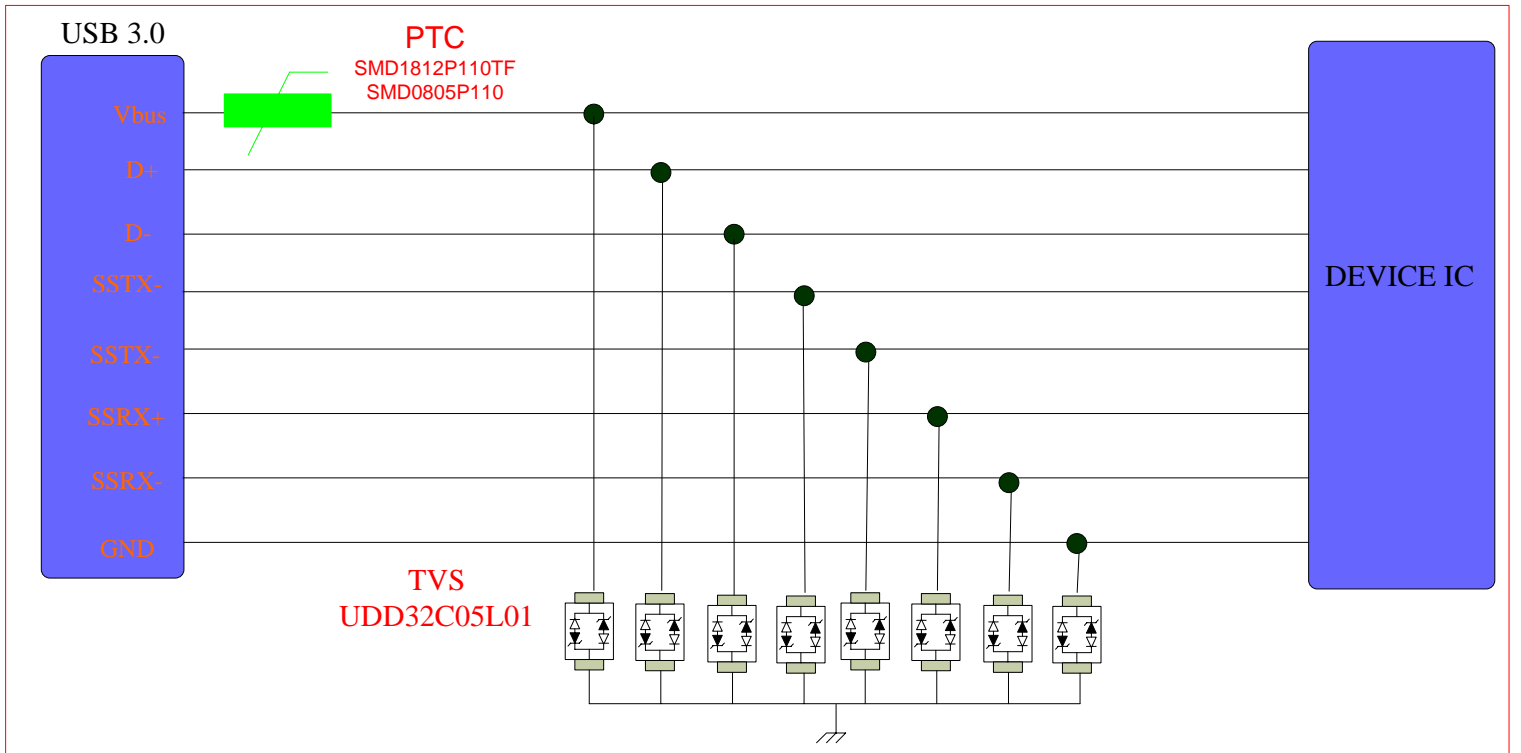 USB 3.0
PTC
SMD1812P110TF
SMD0805P110
Vbus
D+
D-
SSTX-
SSTX-
SSRX+
SSRX-
GND
DEVICE IC
TVS
UDD32C05L01